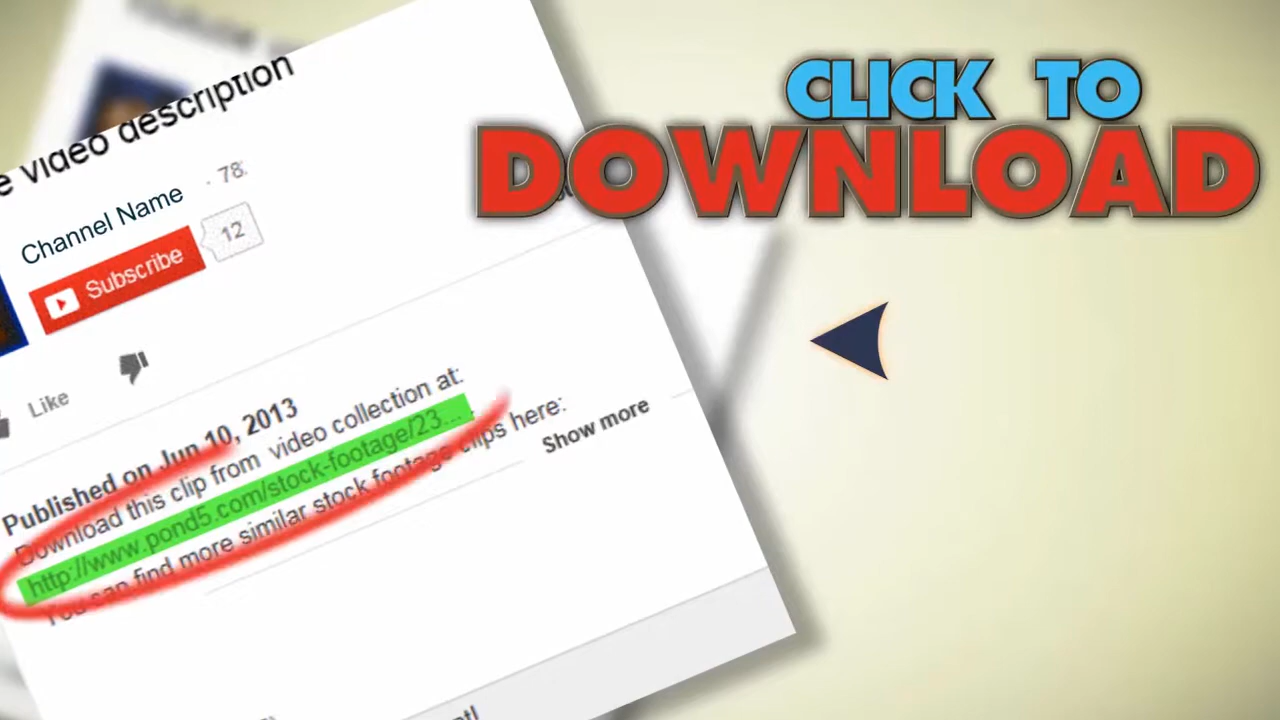 CLICK TO
DOWNLOAD
e video description
Channel Name
78
Subscribe
12
Like
Published on Jun 10, 2013
Download this clip from video collection at:
http://www.pond5.com/stock-footage/23...
You can find more similar stock footage clips here:
Show more